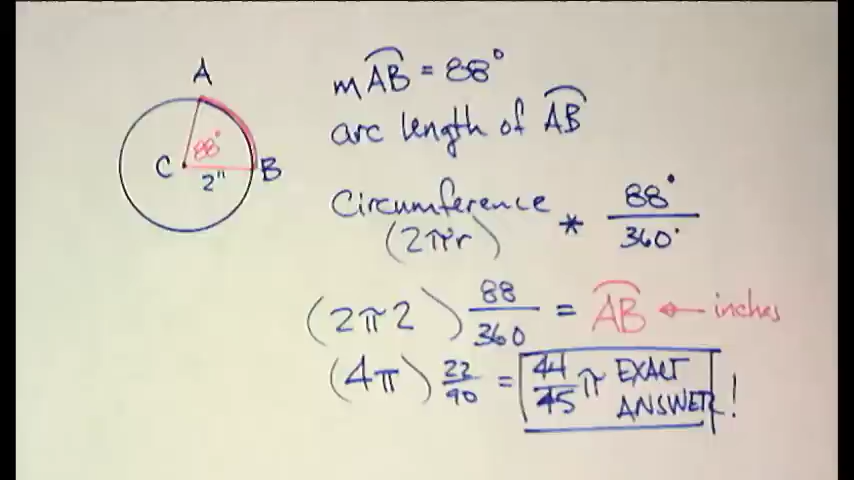 A
88°
C
B
2"
mAB = 88°
arc length of AB
Circumference * 88°/360°
(2πr)
(2π2) 88/360 = AB ← inches
(4π) 22/90 = 44/45 π EXACT
ANSWER!